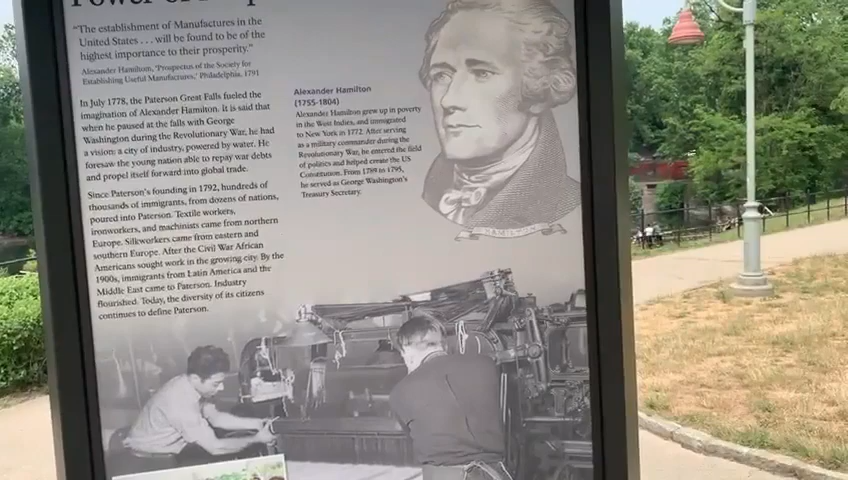 Power of
"The establishment of Manufactures in the
United States . . . will be found to be of the
highest importance to their prosperity."
Alexander Hamilton, "Prospectus of the Society for
Establishing Useful Manufactures," Philadelphia, 1791
In July 1778, the Paterson Great Falls fueled the
imagination of Alexander Hamilton. It is said that
when he paused at the falls with George
Washington during the Revolutionary War, he had
a vision: a city of industry, powered by water. He
foresaw the young nation able to repay war debts
and propel itself forward into global trade.
Since Paterson's founding in 1792, hundreds of
thousands of immigrants, from dozens of nations,
poured into Paterson. Textile workers,
ironworkers, and machinists came from northern
Europe. Silkworkers came from eastern and
southern Europe. After the Civil War African
Americans sought work in the growing city. By the
1900s, immigrants from Latin America and the
Middle East came to Paterson. Industry
flourished. Today, the diversity of its citizens
continues to define Paterson.
Alexander Hamilton
(1755-1804)
Alexander Hamilton grew up in poverty
in the West Indies, and immigrated
to New York in 1772. After serving
as a military commander during the
Revolutionary War, he entered the field
of politics and helped create the US
Constitution. From 1789 to 1795,
he served as George Washington's
Treasury Secretary.
HAMILTON